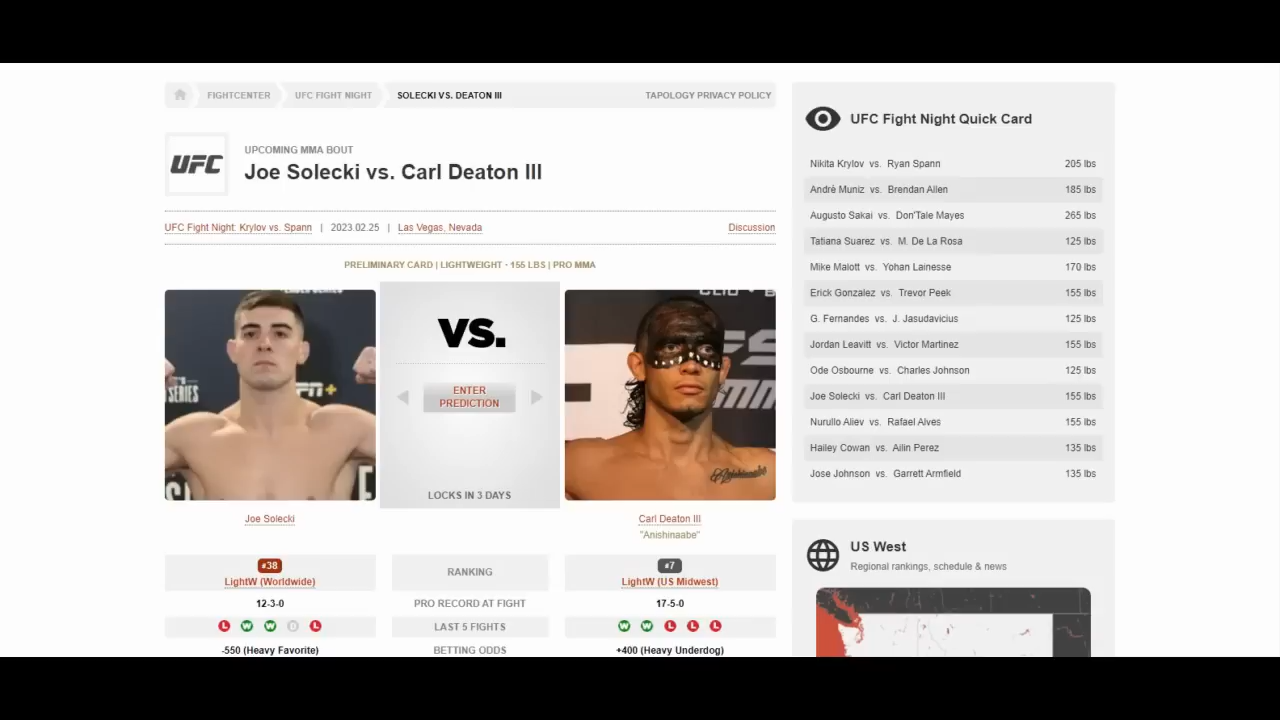 FIGHTCENTER
UFC FIGHT NIGHT
SOLECKI VS. DEATON III
TAPOLOGY PRIVACY POLICY
UFC
UPCOMING MMA BOUT
Joe Solecki vs. Carl Deaton III
UFC Fight Night: Krylov vs. Spann | 2023.02.25 | Las Vegas, Nevada
Discussion
PRELIMINARY CARD | LIGHTWEIGHT · 155 LBS | PRO MMA
SERIES
VS.
ENTER
PREDICTION
LOCKS IN 3 DAYS
Joe Solecki
Carl Deaton III
"Anishinaabe"
#38
LightW (Worldwide)
RANKING
#7
LightW (US Midwest)
12-3-0
PRO RECORD AT FIGHT
17-5-0
L W W D L
LAST 5 FIGHTS
W W L L L
-550 (Heavy Favorite)
BETTING ODDS
+400 (Heavy Underdog)
UFC Fight Night Quick Card
Nikita Krylov vs. Ryan Spann 205 lbs
Andrè Muniz vs. Brendan Allen 185 lbs
Augusto Sakai vs. Don'Tale Mayes 265 lbs
Tatiana Suarez vs. M. De La Rosa 125 lbs
Mike Malott vs. Yohan Lainesse 170 lbs
Erick Gonzalez vs. Trevor Peek 155 lbs
G. Fernandes vs. J. Jasudavicius 125 lbs
Jordan Leavitt vs. Victor Martinez 155 lbs
Ode Osbourne vs. Charles Johnson 125 lbs
Joe Solecki vs. Carl Deaton III 155 lbs
Nurullo Aliev vs. Rafael Alves 155 lbs
Hailey Cowan vs. Ailin Perez 135 lbs
Jose Johnson vs. Garrett Armfield 135 lbs
US West
Regional rankings, schedule & news